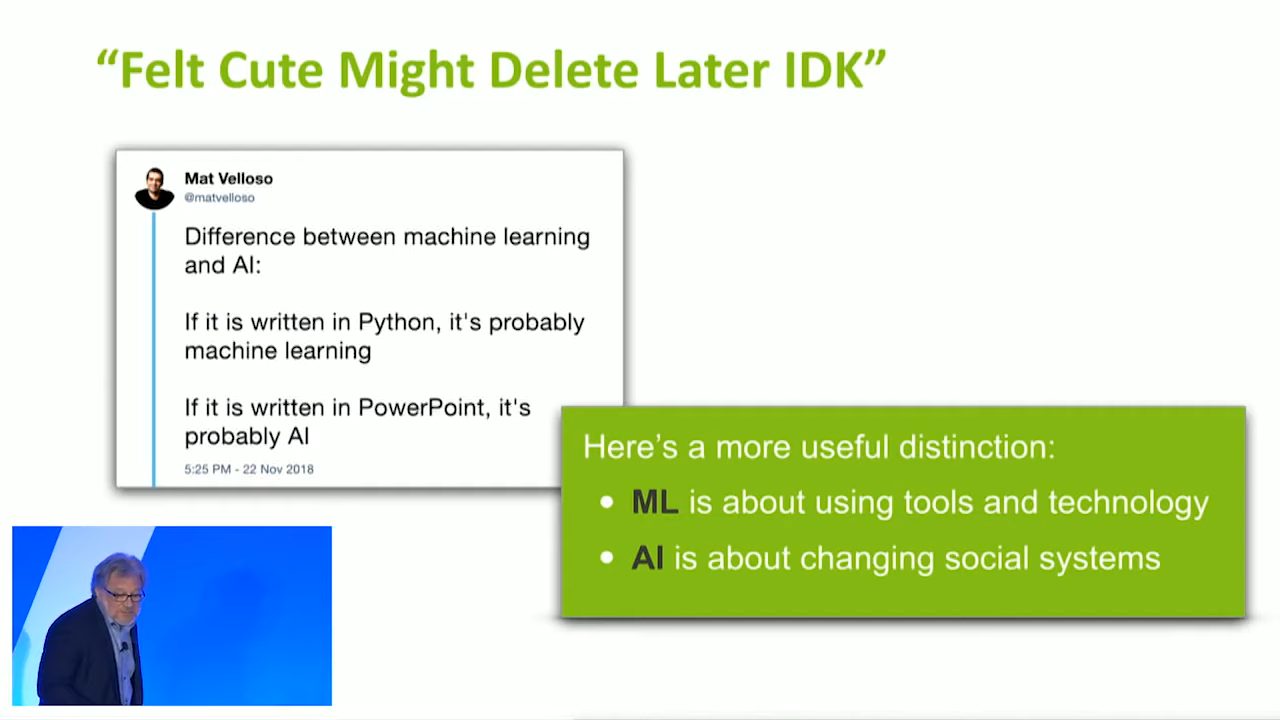 “Felt Cute Might Delete Later IDK”
Mat Velloso
@matvelloso
Difference between machine learning
and AI:
If it is written in Python, it's probably
machine learning
If it is written in PowerPoint, it's
probably AI
5:25 PM - 22 Nov 2018
Here’s a more useful distinction:
• ML is about using tools and technology
• AI is about changing social systems